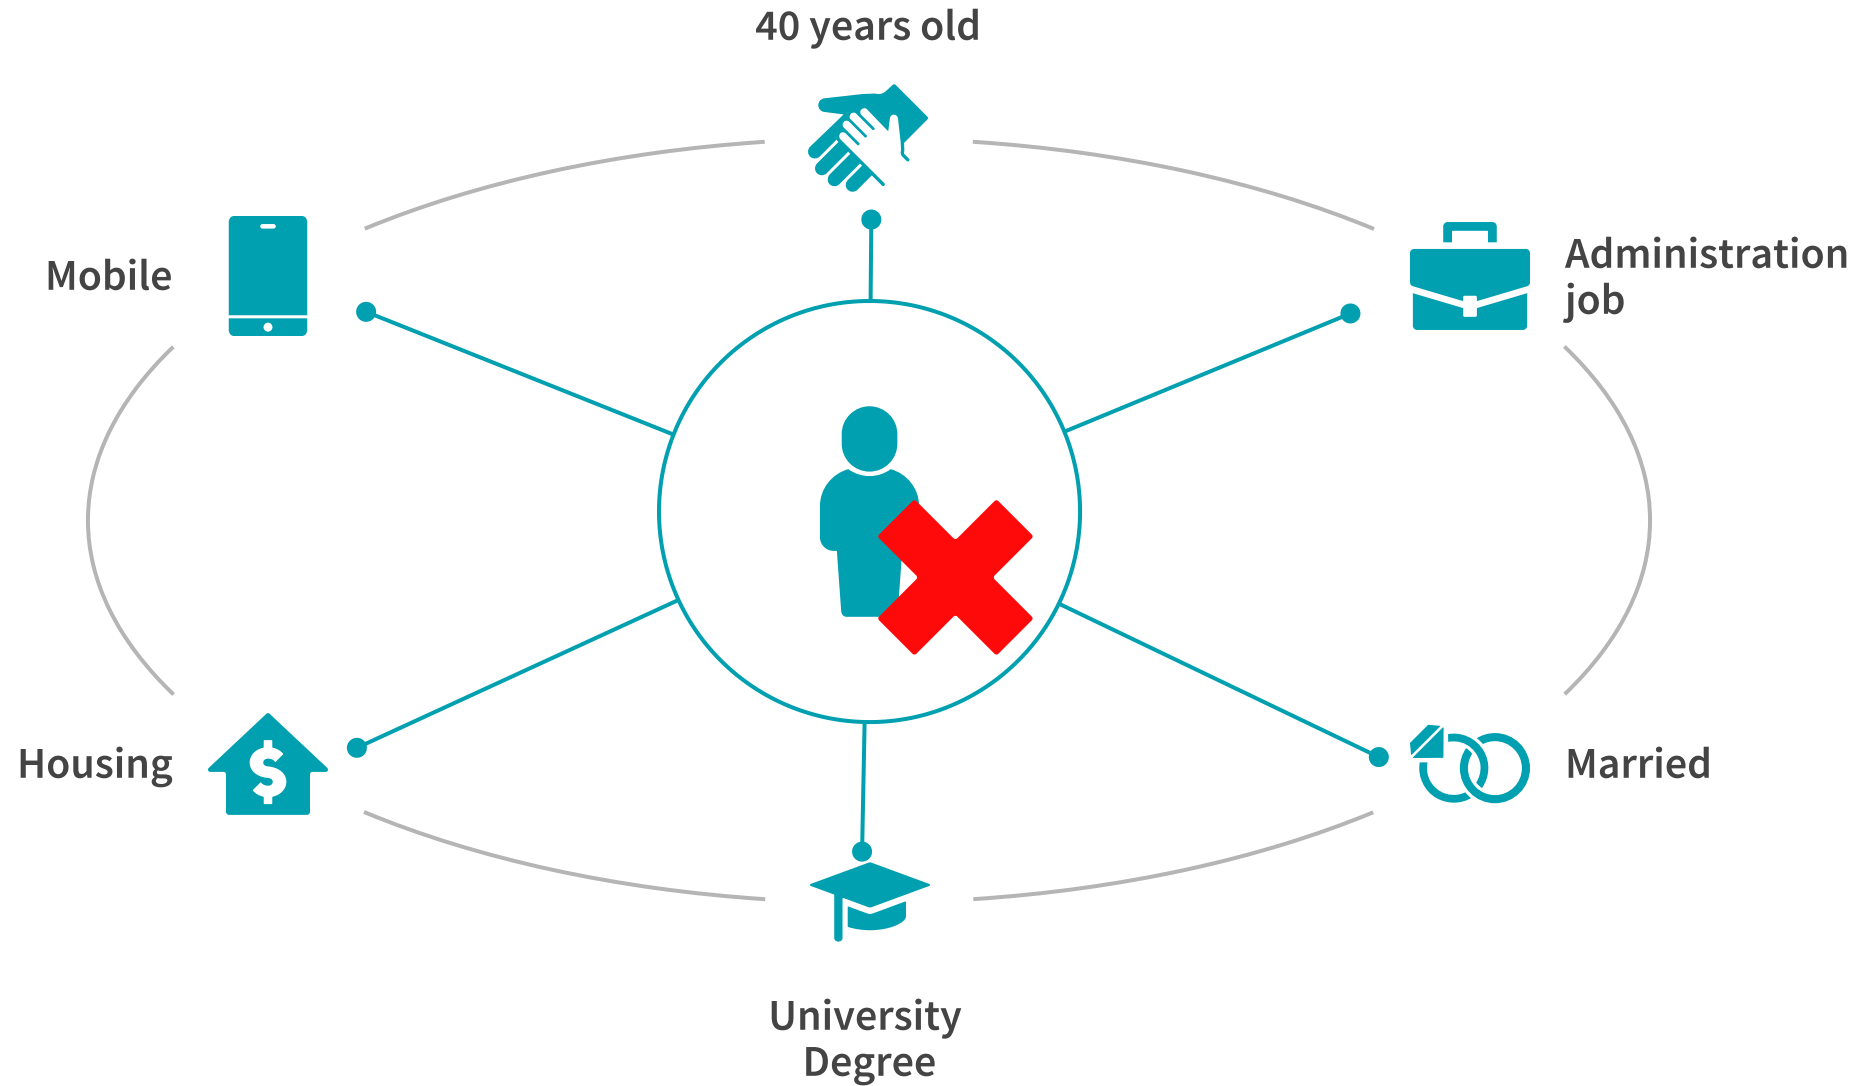 40 years old
Mobile
Administration
job
Housing
$
Married
University
Degree